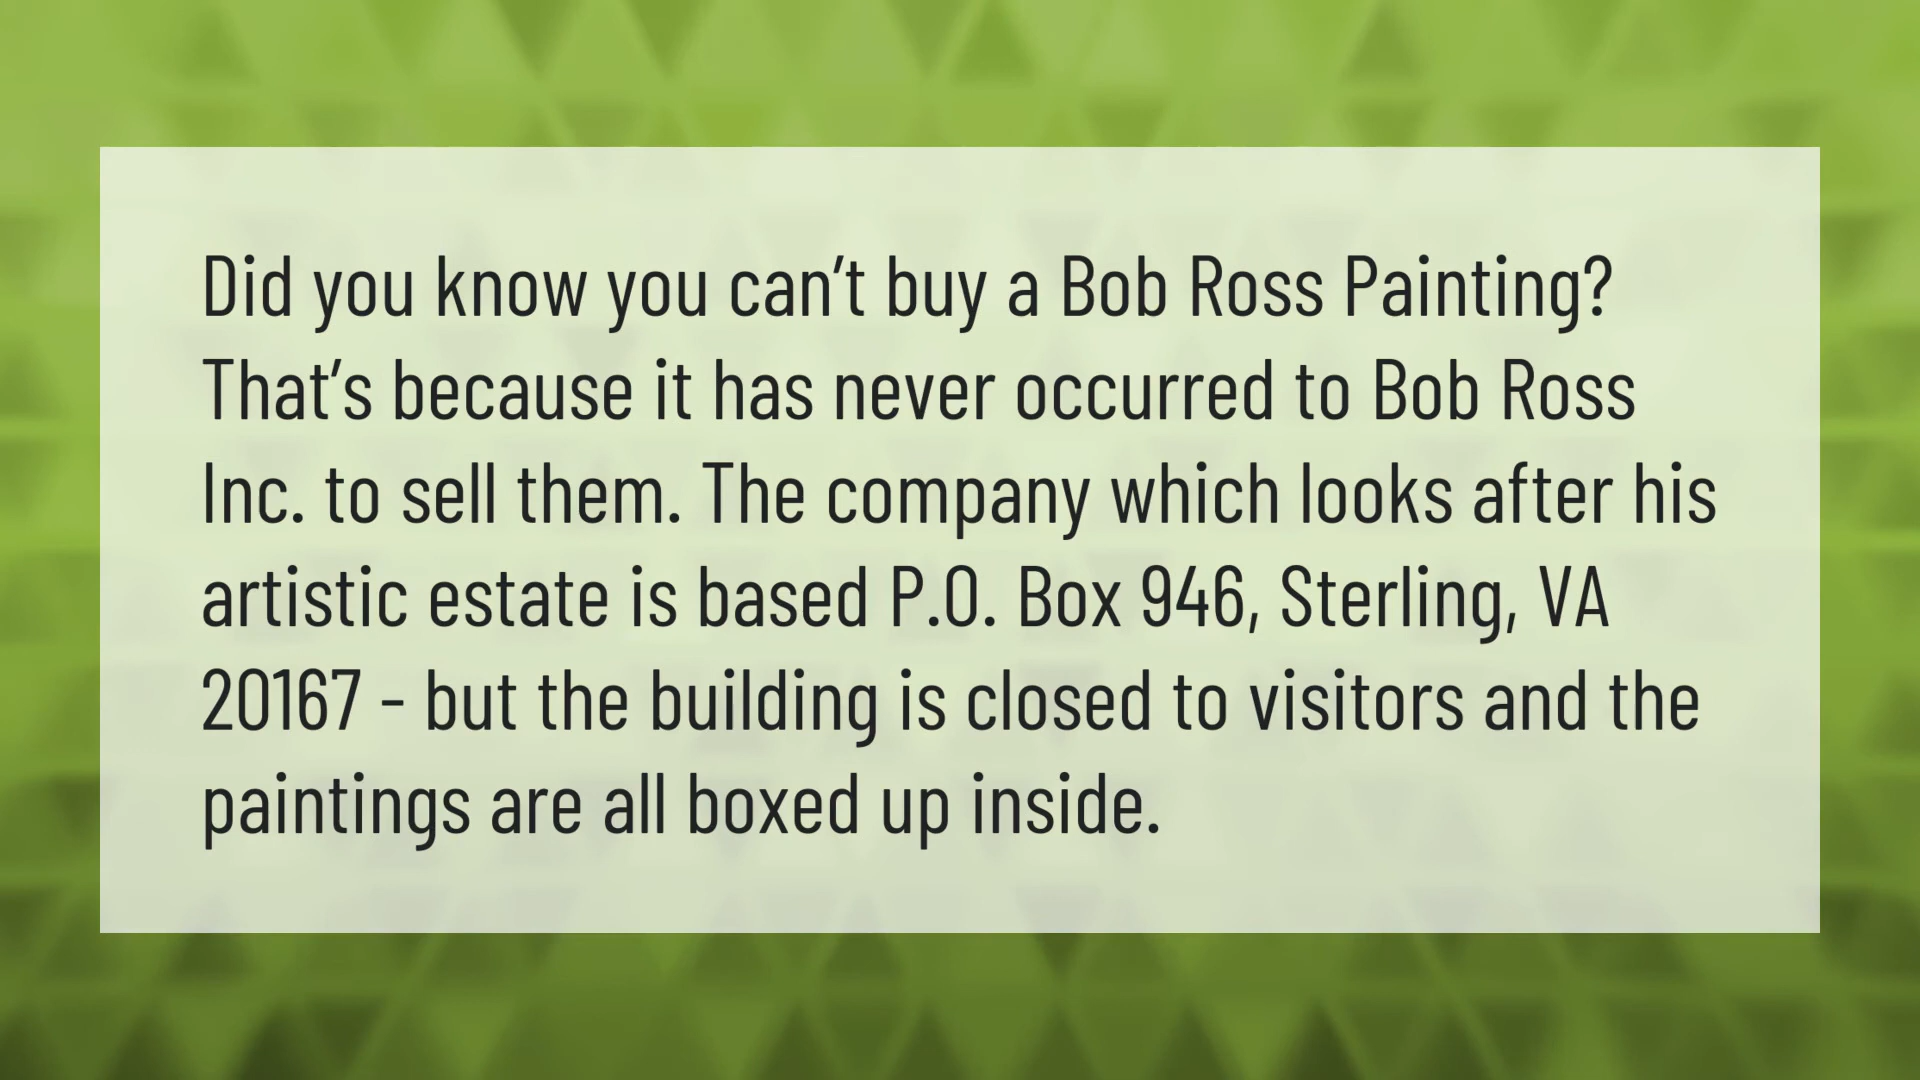 Did you know you can’t buy a Bob Ross Painting?
That’s because it has never occurred to Bob Ross
Inc. to sell them. The company which looks after his
artistic estate is based P.O. Box 946, Sterling, VA
20167 - but the building is closed to visitors and the
paintings are all boxed up inside.